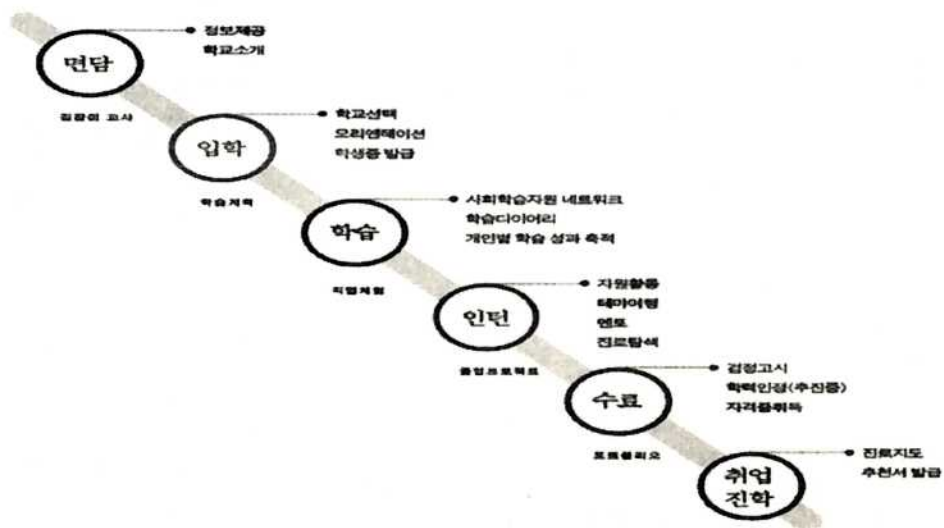 정보제공
면담
학교소개
길잡이 교사
학교선택
입학
오리엔테이션
학생증 발급
학습계획
사회학습자원 네트워크
학습
학습다이어리
개인별 학습 성과 축적
직업체험
자원활동
인턴
테마여행
멘토
진로탐색
졸업프로젝트
검정고시
수료
학력인정(추진중)
자격증취득
포트폴리오
진로지도
취업
진학
추천서 발급